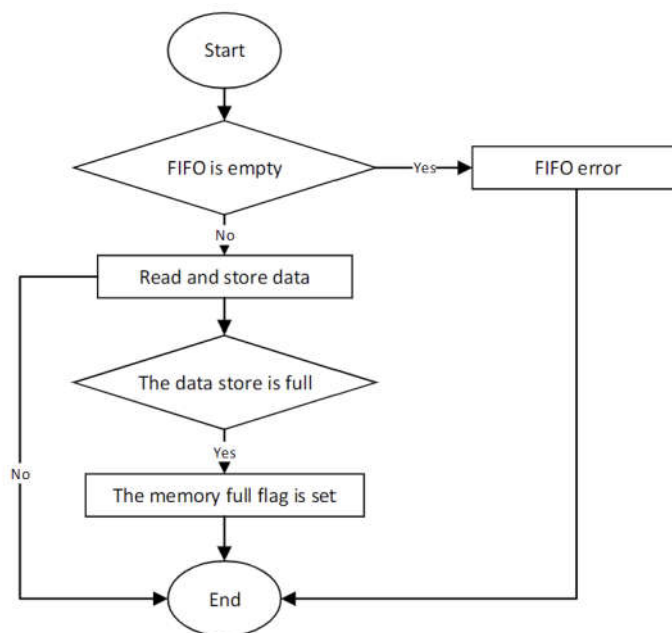 Start
FIFO is empty
Yes
FIFO error
No
Read and store data
The data store is full
Yes
No
The memory full flag is set
End